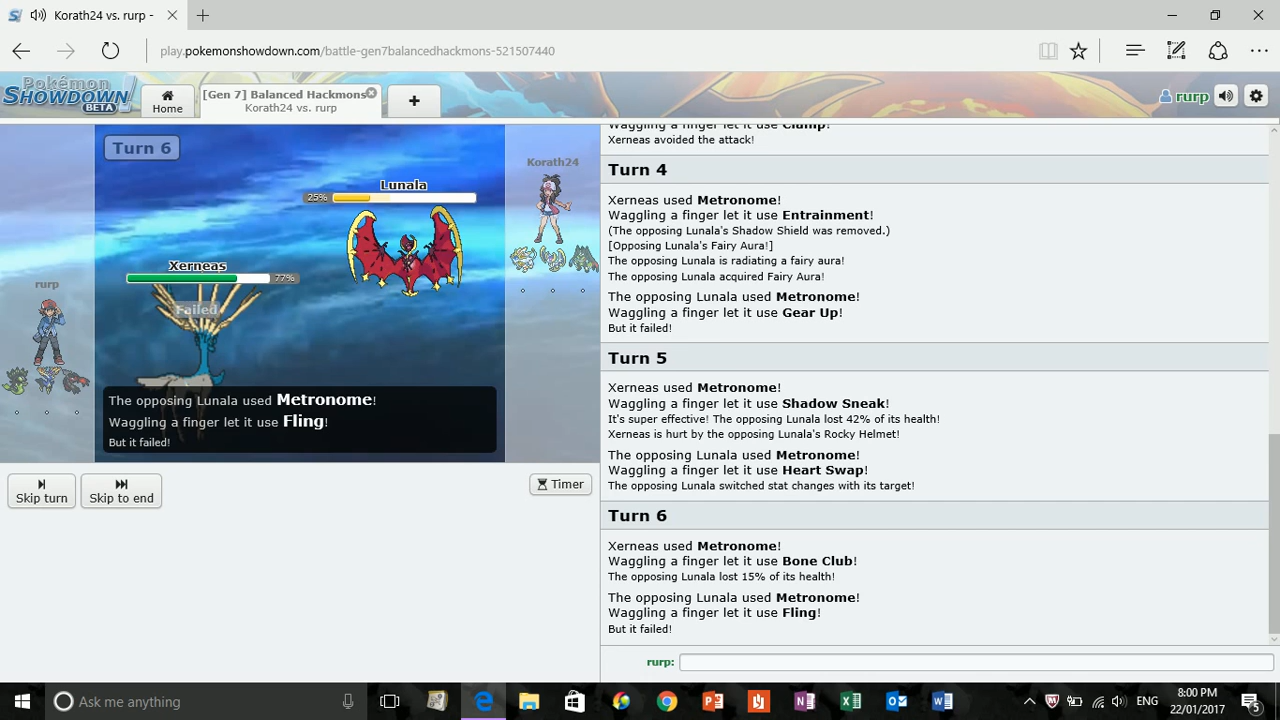 Korath24 vs. rurp -
play.pokemonshowdown.com/battle-gen7balancedhackmons-521507440
Pokémon
SHOWDOWN
BETA
Home
[Gen 7] Balanced Hackmons
Korath24 vs. rurp
+
rurp
Turn 6
Lunala
25%
Xerneas
77%
Failed
rurp
Korath24
The opposing Lunala used Metronome!
Waggling a finger let it use Fling!
But it failed!
Skip turn
Skip to end
Timer
Waggling a finger let it use Clamp!
Xerneas avoided the attack!
Turn 4
Xerneas used Metronome!
Waggling a finger let it use Entrainment!
(The opposing Lunala's Shadow Shield was removed.)
[Opposing Lunala's Fairy Aura!]
The opposing Lunala is radiating a fairy aura!
The opposing Lunala acquired Fairy Aura!
The opposing Lunala used Metronome!
Waggling a finger let it use Gear Up!
But it failed!
Turn 5
Xerneas used Metronome!
Waggling a finger let it use Shadow Sneak!
It's super effective! The opposing Lunala lost 42% of its health!
Xerneas is hurt by the opposing Lunala's Rocky Helmet!
The opposing Lunala used Metronome!
Waggling a finger let it use Heart Swap!
The opposing Lunala switched stat changes with its target!
Turn 6
Xerneas used Metronome!
Waggling a finger let it use Bone Club!
The opposing Lunala lost 15% of its health!
The opposing Lunala used Metronome!
Waggling a finger let it use Fling!
But it failed!
rurp:
Ask me anything
ENG
8:00 PM
22/01/2017
5